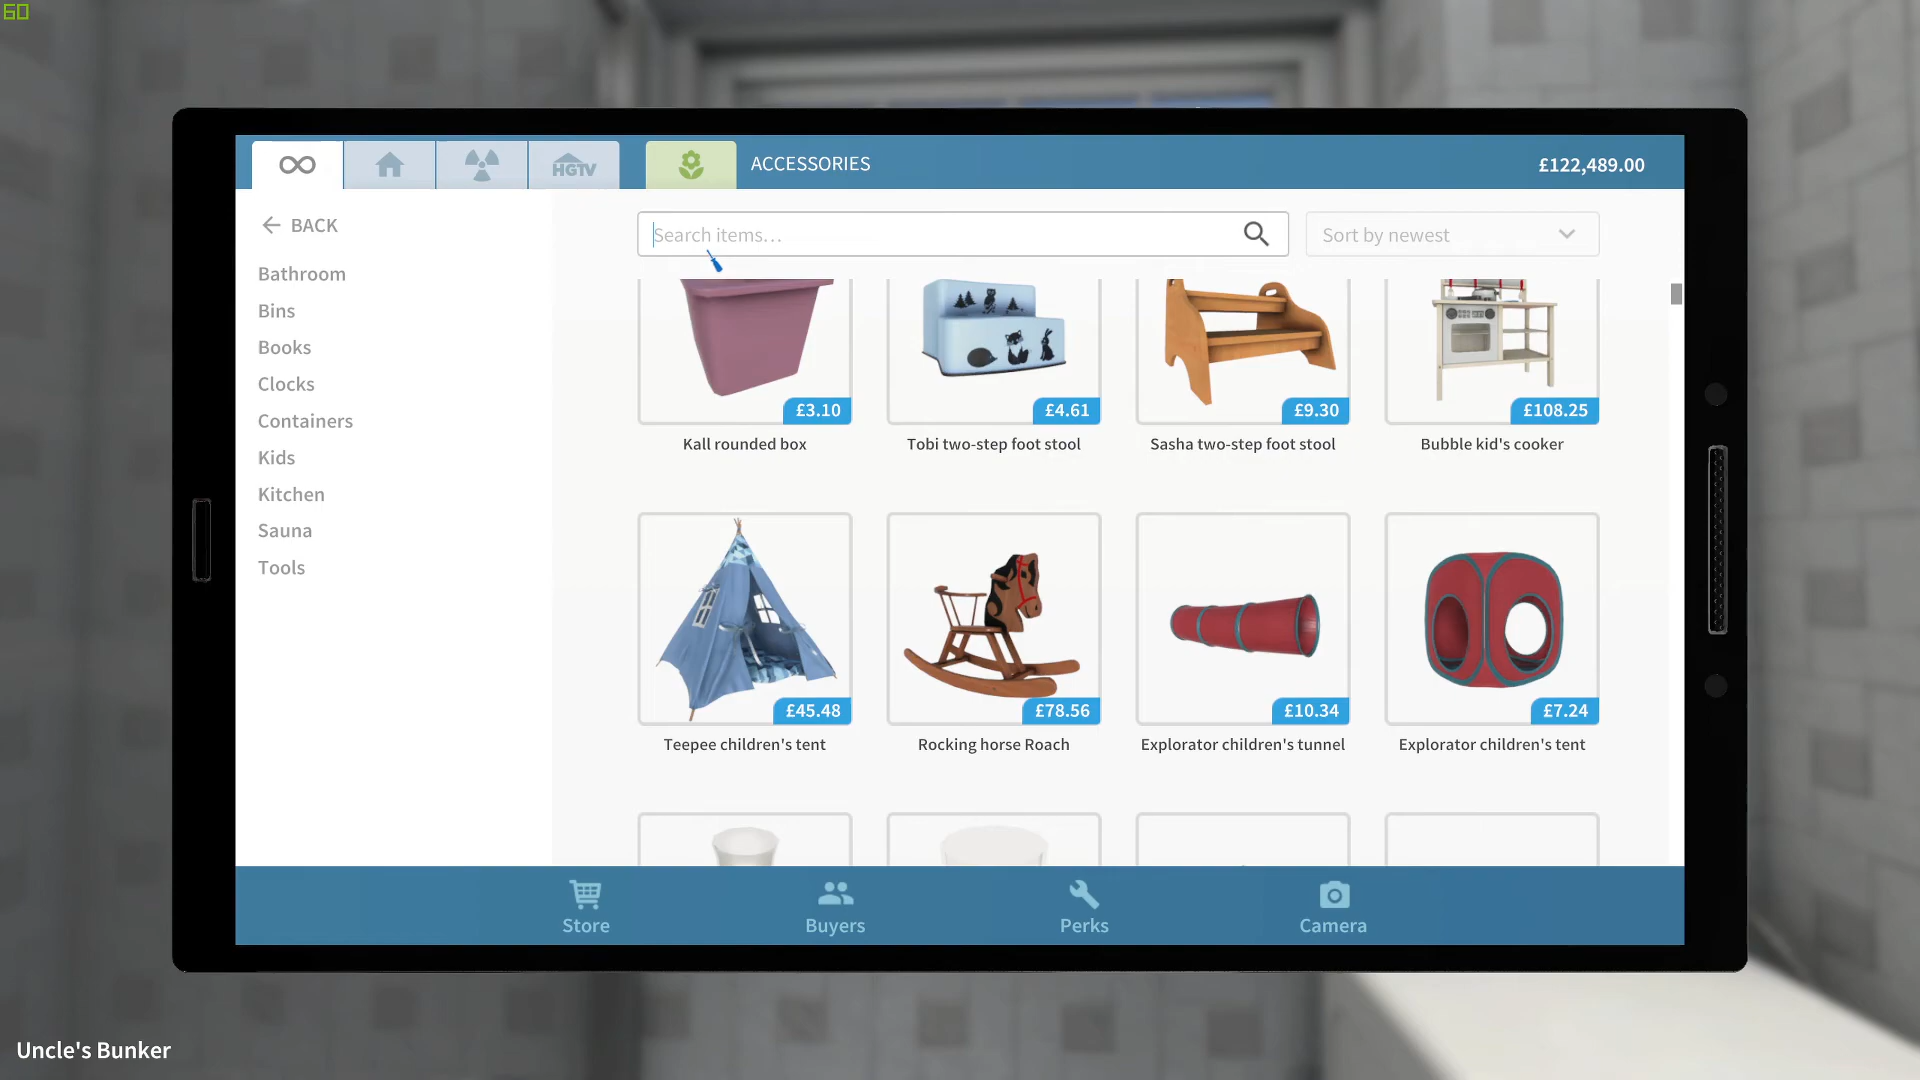 60
HGTV
ACCESSORIES
£122,489.00
BACK
Search items...
Sort by newest
Bathroom
Bins
Books
Clocks
Containers
Kids
Kitchen
Sauna
Tools
£3.10
£4.61
£9.30
£108.25
Kall rounded box
Tobi two-step foot stool
Sasha two-step foot stool
Bubble kid's cooker
£45.48
£78.56
£10.34
£7.24
Teepee children's tent
Rocking horse Roach
Explorator children's tunnel
Explorator children's tent
Store
Buyers
Perks
Camera
Uncle's Bunker